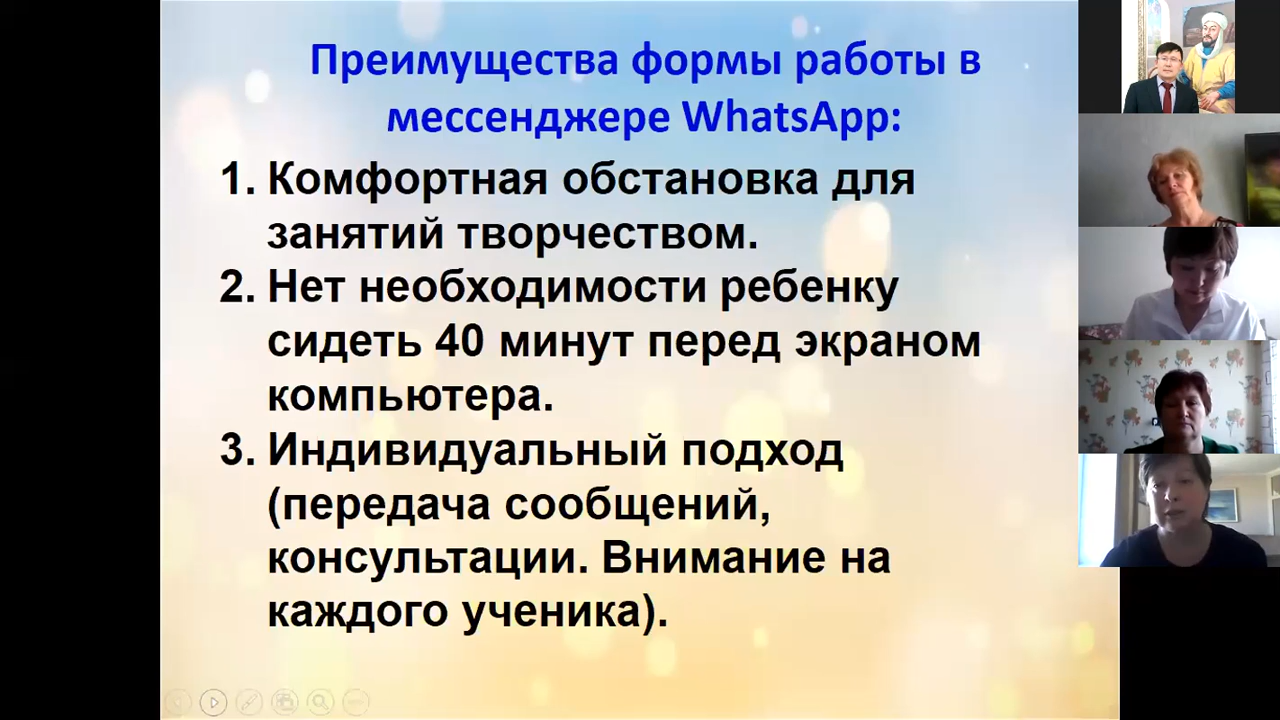 Преимущества формы работы в
мессенджере WhatsApp:
1. Комфортная обстановка для
занятий творчеством.
2. Нет необходимости ребенку
сидеть 40 минут перед экраном
компьютера.
3. Индивидуальный подход
(передача сообщений,
консультации. Внимание на
каждого ученика).